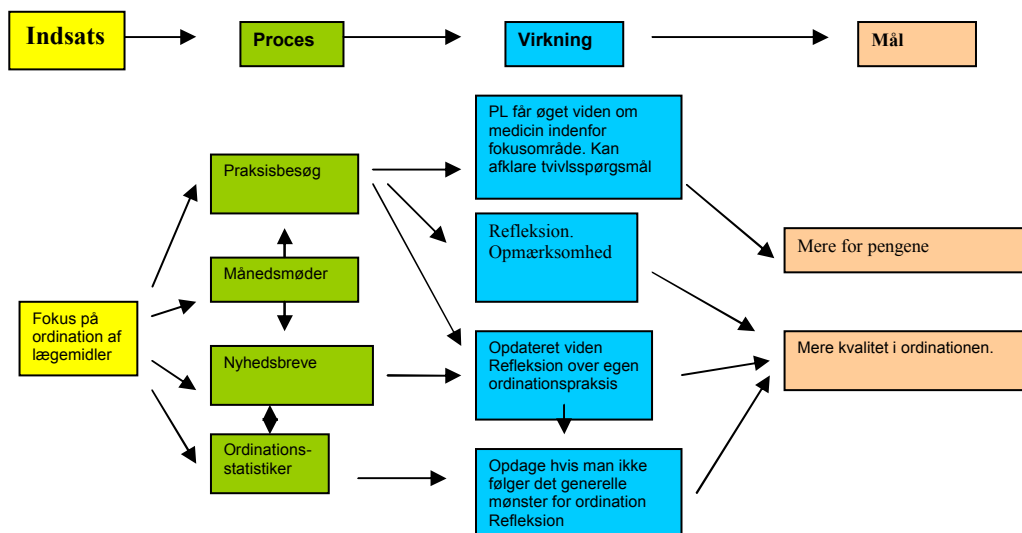 Indsats
Proces
Virkning
Mål
PL får øget viden om
medicin indenfor
fokusområde. Kan
afklare tvivlsspørgsmål
Praksisbesøg
Refleksion.
Opmærksomhed
Mere for pengene
Månedsmøder
Fokus på
ordination af
lægemidler
Nyhedsbreve
Opdateret viden
Refleksion over egen
ordinationspraksis
Mere kvalitet i ordinationen.
Ordinations-
statistiker
Opdage hvis man ikke
følger det generelle
mønster for ordination
Refleksion